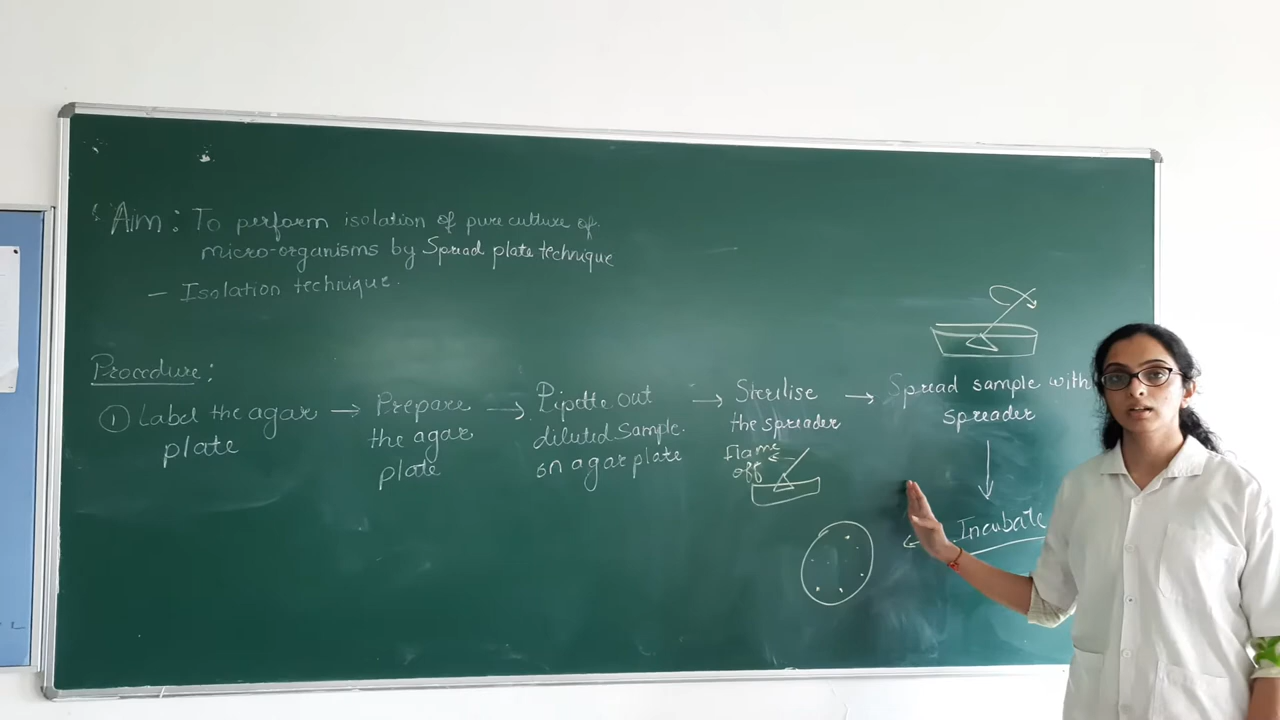 Aim: To perform isolation of pure culture of
micro-organisms by Spread plate technique
- Isolation technique.
Procedure:
① Label the agar
plate
→ Prepare
the agar
plate
→ Pipette out
diluted Sample.
on agar plate
→ Sterilise
the spreader
flame
off
→ Spread sample with
spreader
Incubate